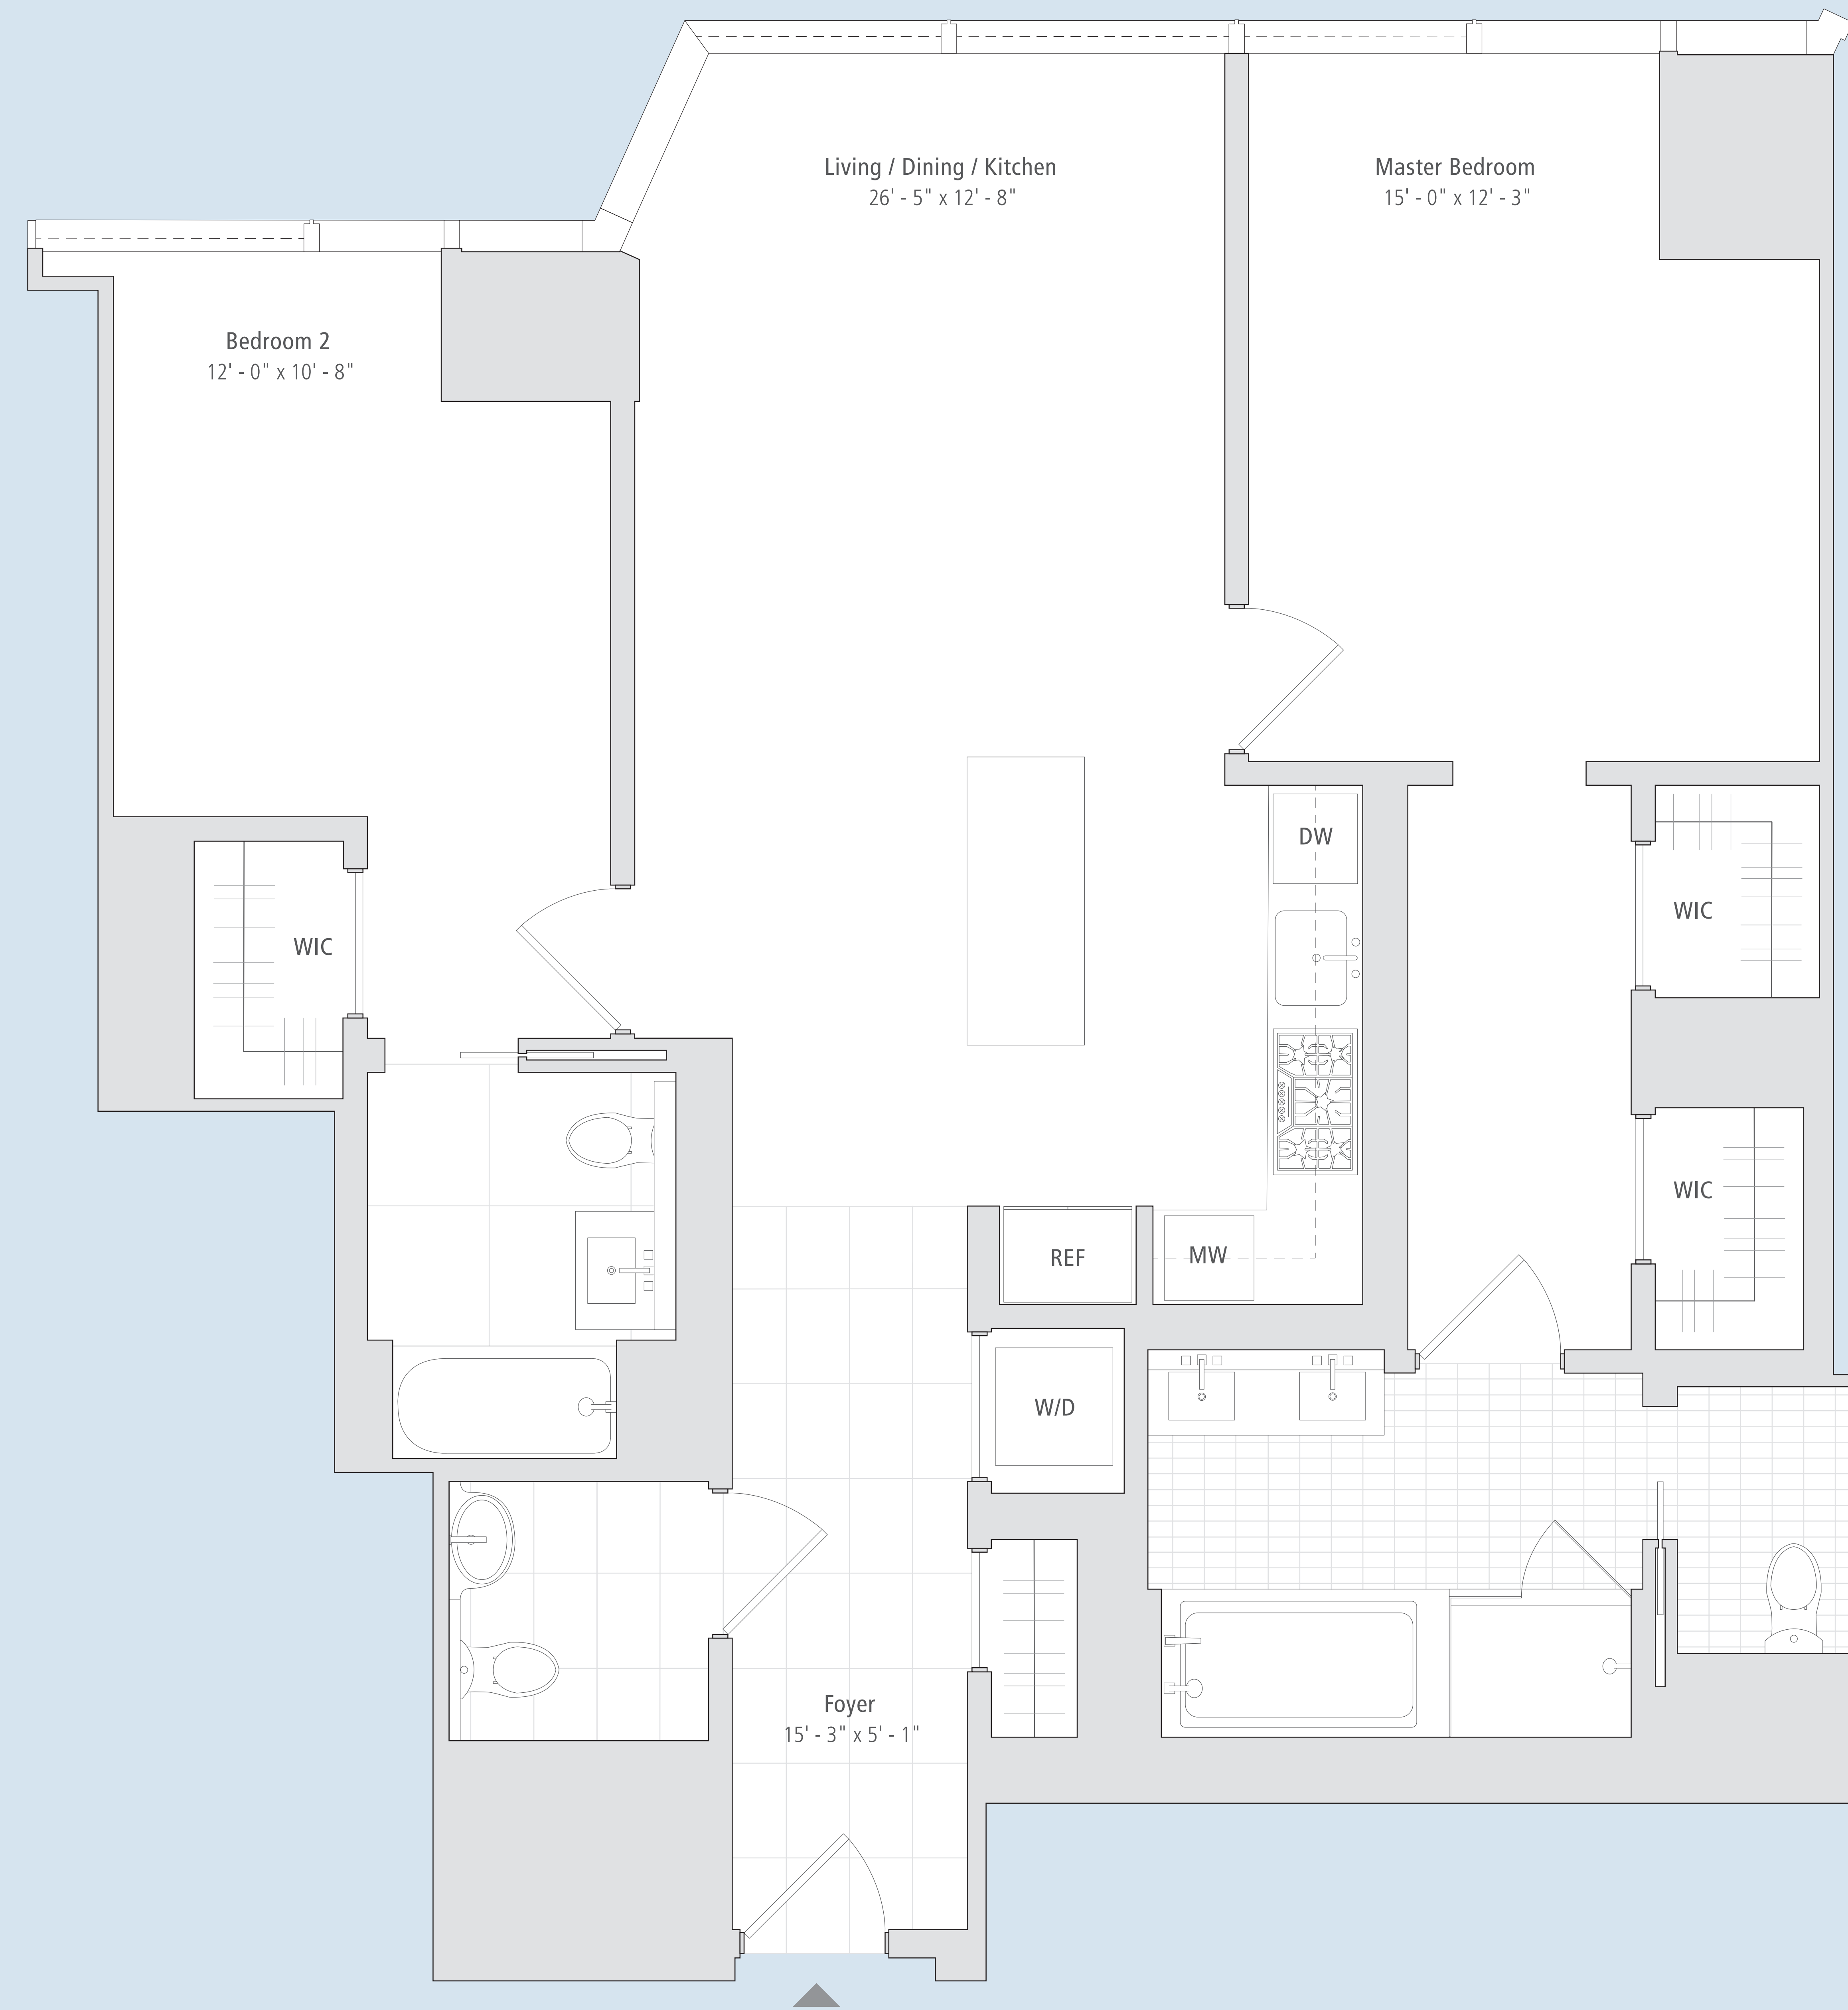 Living / Dining / Kitchen
26' - 5" x 12' - 8"
Master Bedroom
15' - 0" x 12' - 3"
Bedroom 2
12' - 0" x 10' - 8"
DW
WIC
WIC
WIC
REF
MW
W/D
Foyer
15' - 3" x 5' - 1"